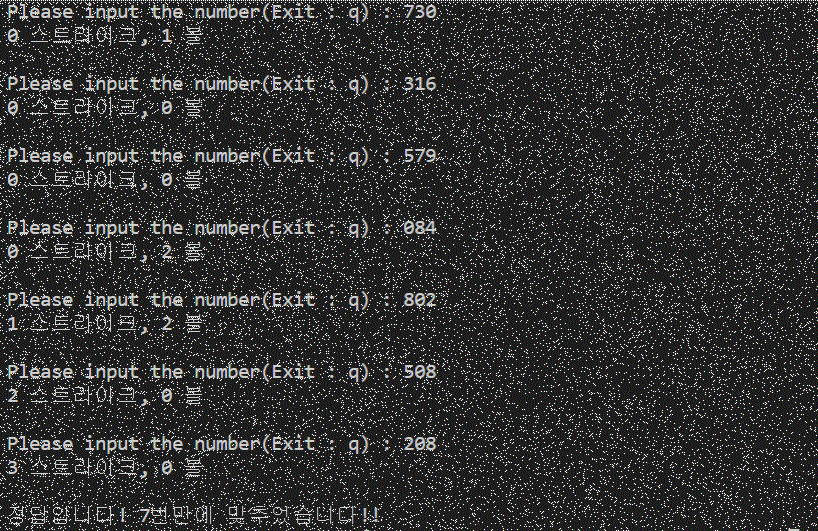 Please input the number(Exit : q) : 730
0 스트라이크, 1 볼
Please input the number(Exit : q) : 316
0 스트라이크, 0 볼
Please input the number(Exit : q) : 579
0 스트라이크, 0 볼
Please input the number(Exit : q) : 084
0 스트라이크, 2 볼
Please input the number(Exit : q) : 802
1 스트라이크, 2 볼
Please input the number(Exit : q) : 508
2 스트라이크, 0 볼
Please input the number(Exit : q) : 208
3 스트라이크, 0 볼
정답입니다! 7번만에 맞추었습니다!!